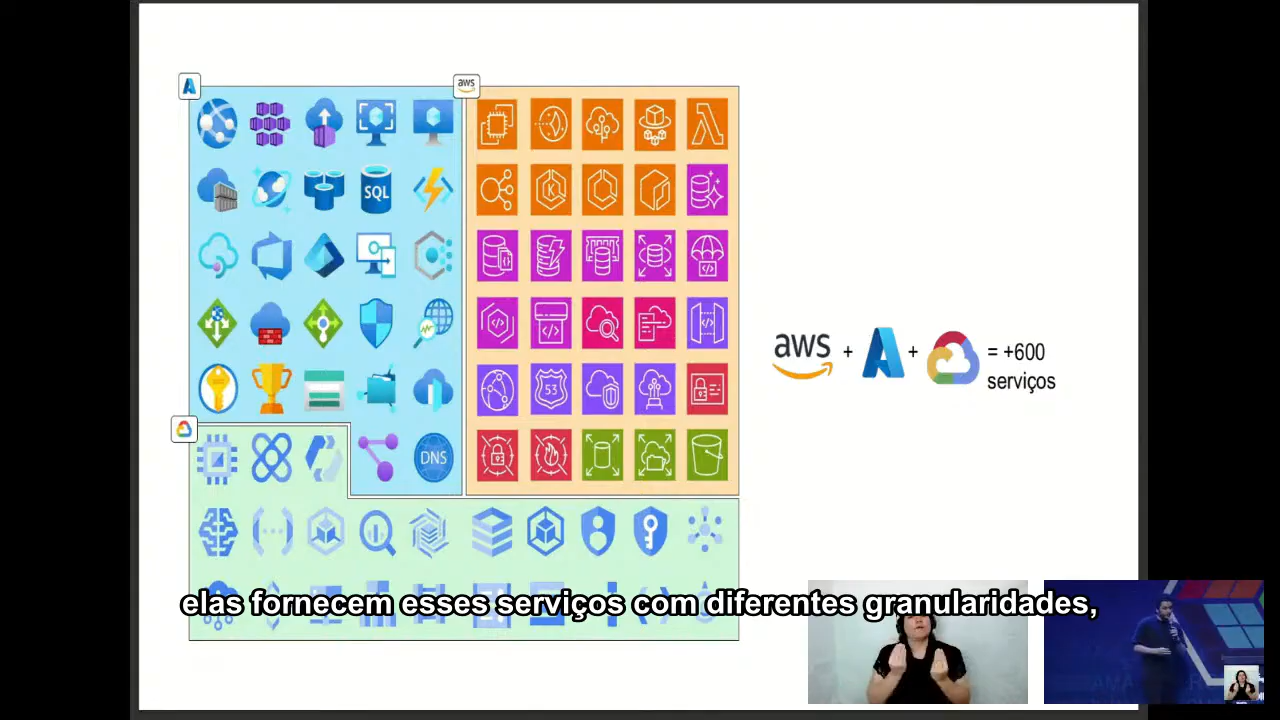 aws
SQL
K
53
DNS
aws + + = +600
serviços
elas fornecem esses serviços com diferentes granularidades,